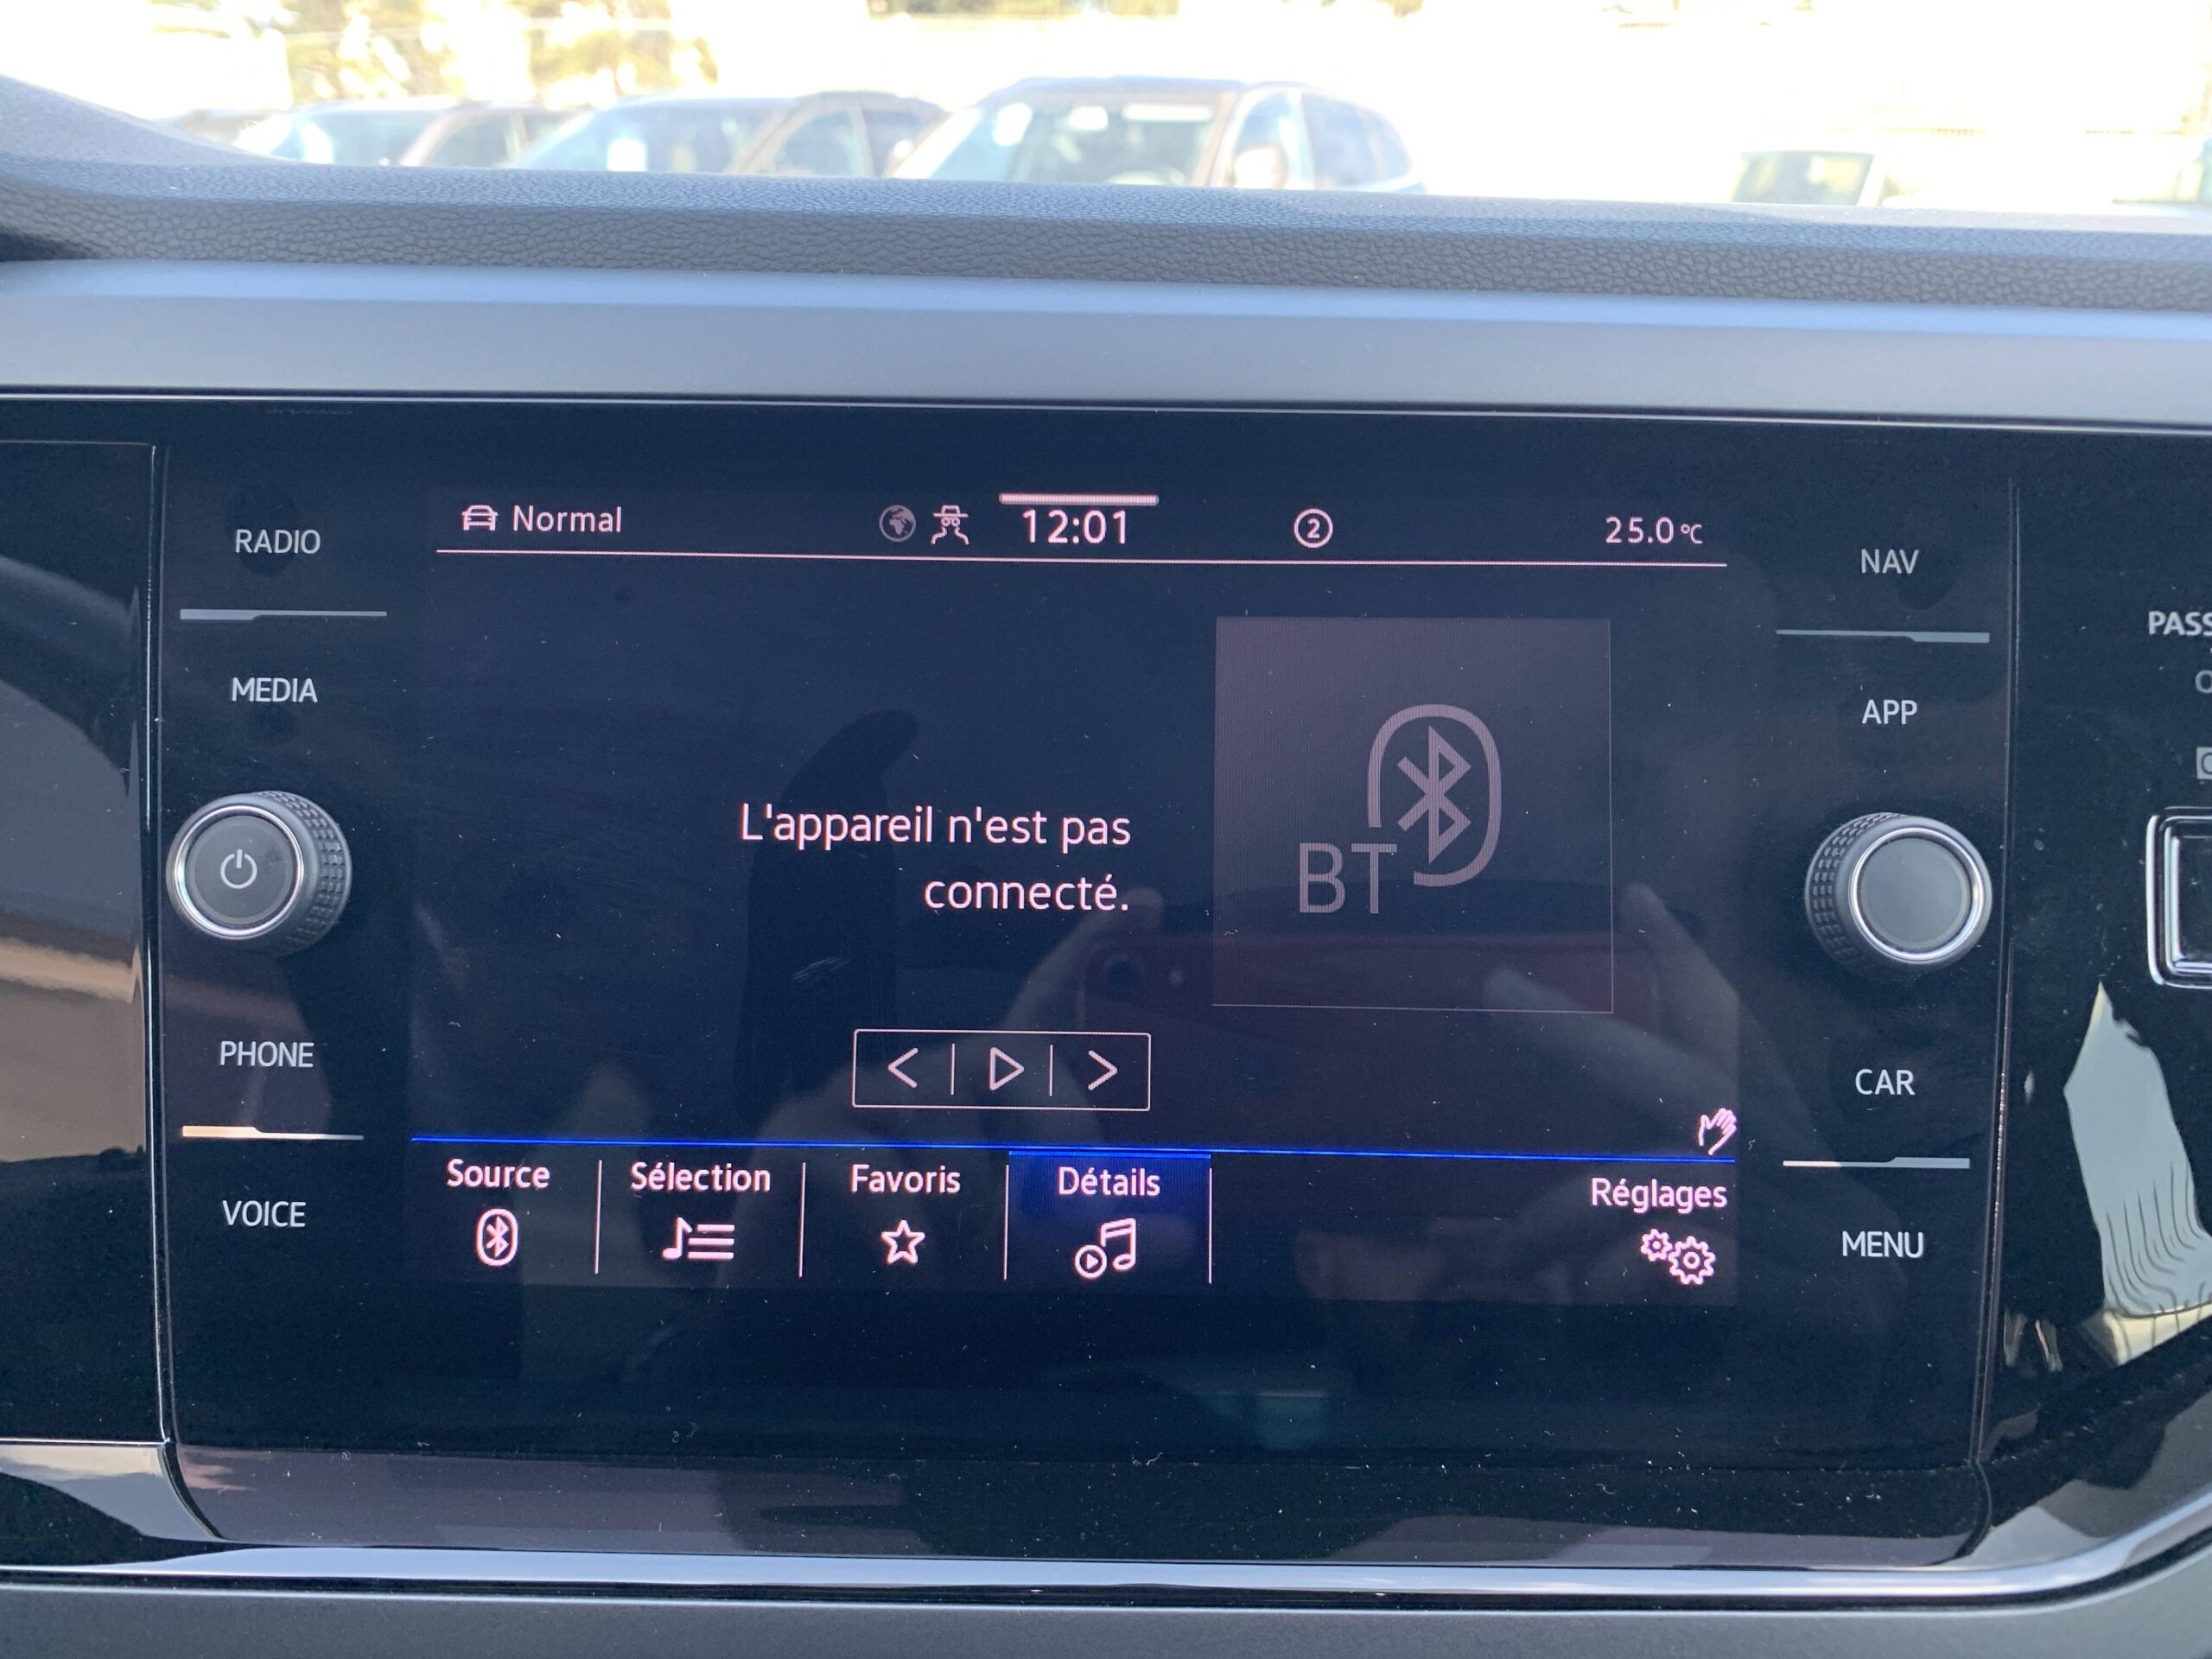 Normal
12:01
2
25.0 °C
RADIO
MEDIA
PHONE
VOICE
L'appareil n'est pas
connecté.
BT
Source
Sélection
Favoris
Détails
Réglages
NAV
APP
CAR
MENU
PASS